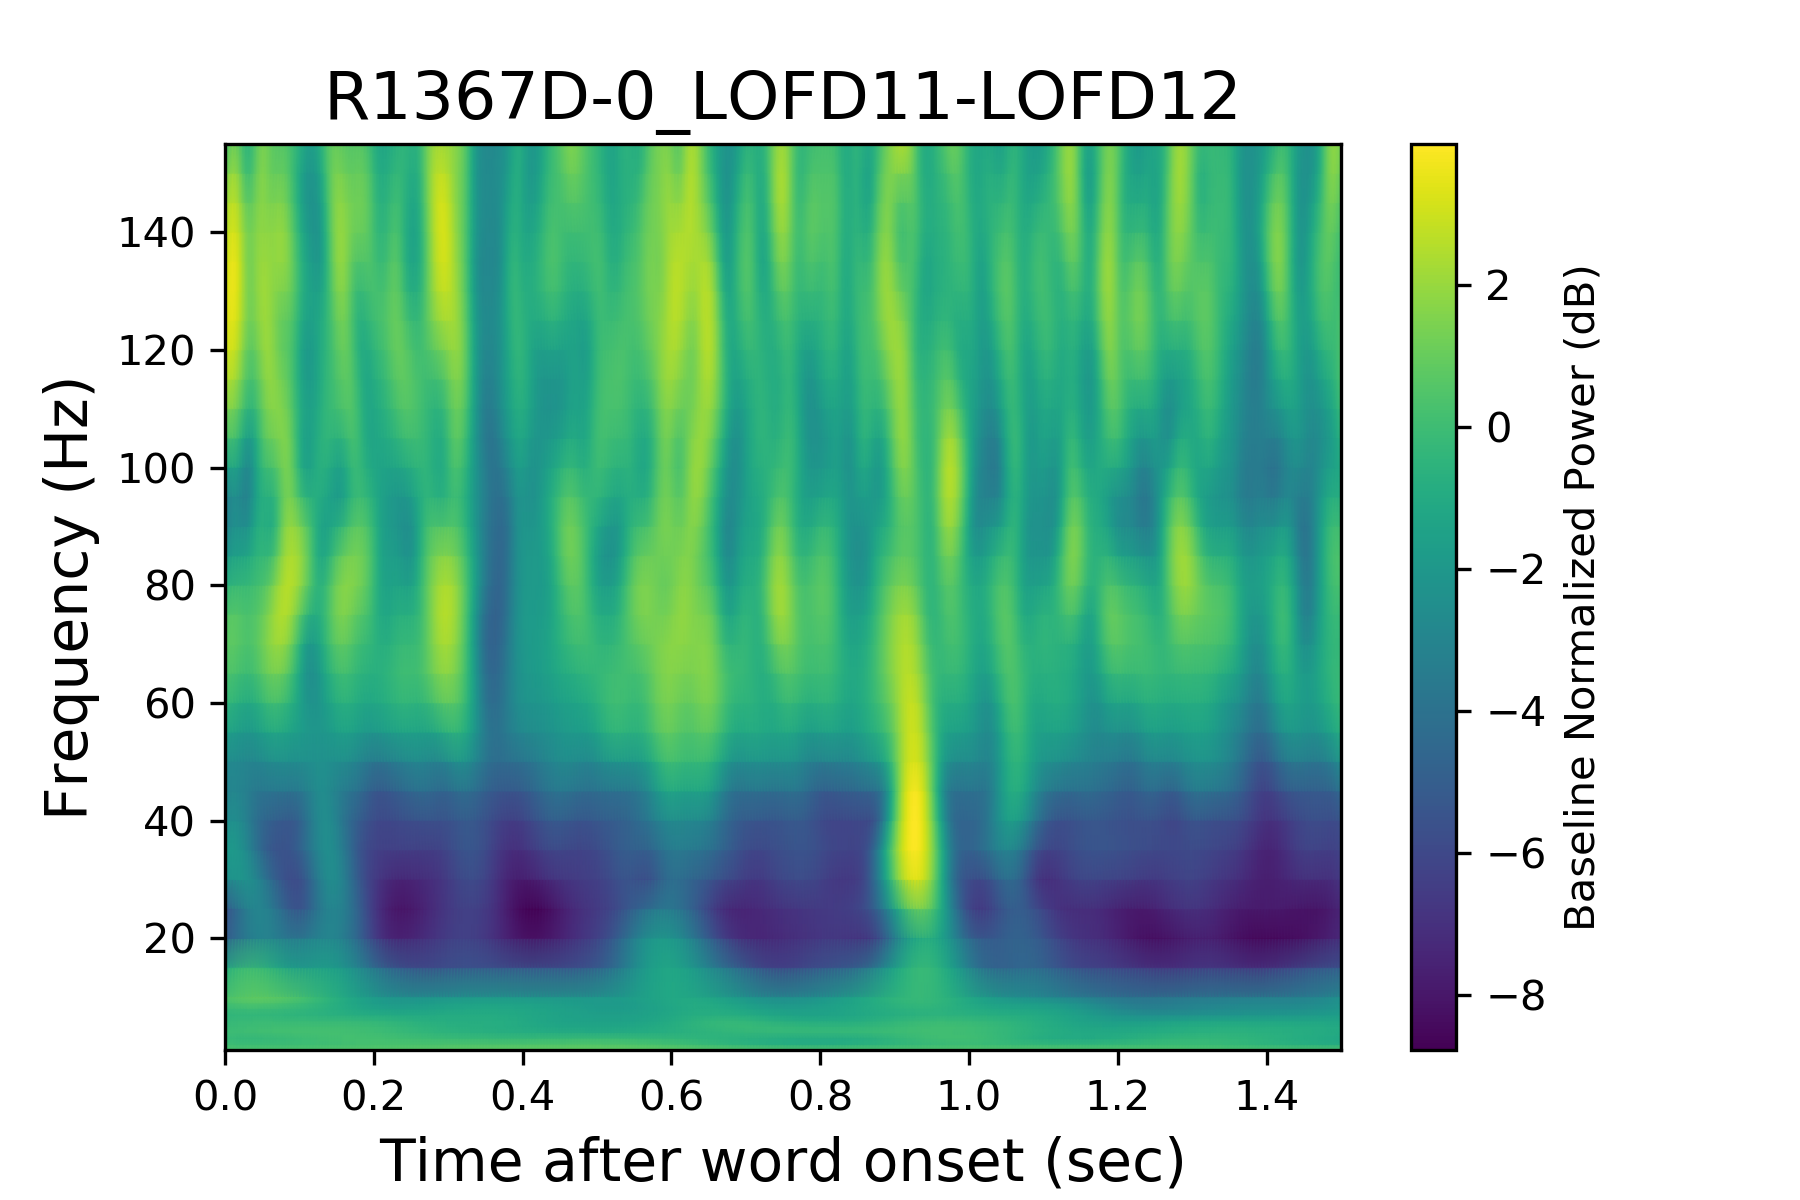 R1367D-0_LOFD11-LOFD12
Frequency (Hz)
140
120
100
80
60
40
20
0.0 0.2 0.4 0.6 0.8 1.0 1.2 1.4
Time after word onset (sec)
2
0
−2
−4
−6
−8
Baseline Normalized Power (dB)